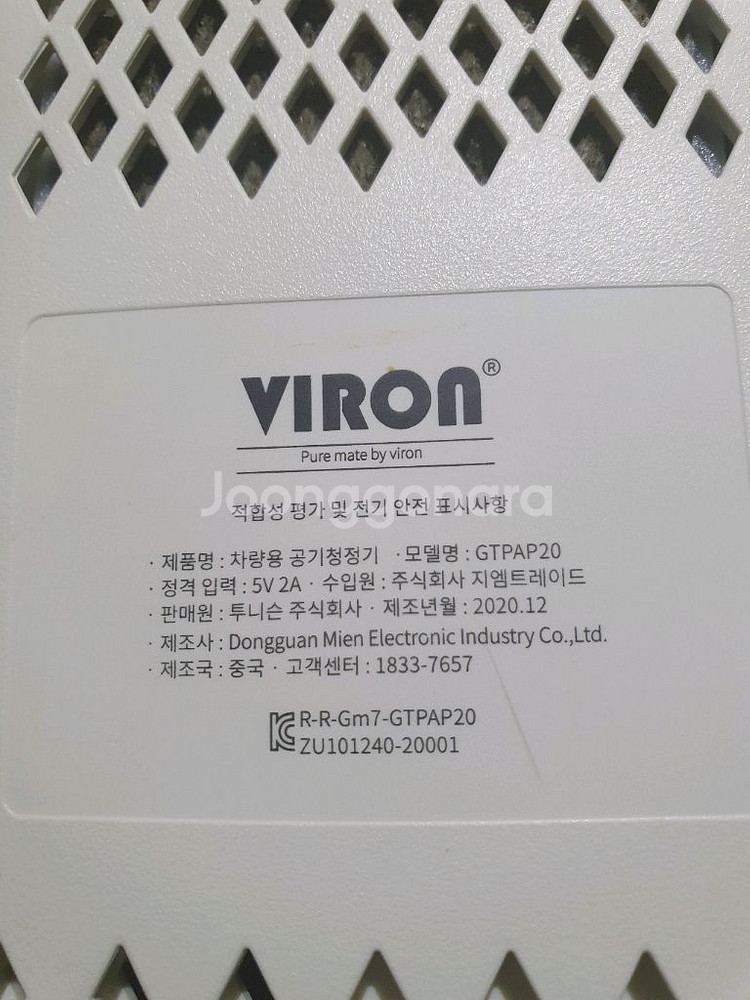 VIRON®
Pure mate by viron
Joonggonara
적합성 평가 및 전기 안전 표시사항
· 제품명 : 차량용 공기청정기 · 모델명 : GTPAP20
· 정격 입력 : 5V 2A · 수입원 : 주식회사 지엠트레이드
· 판매원 : 투니슨 주식회사 · 제조년월 : 2020.12
· 제조사 : Dongguan Mien Electronic Industry Co.,Ltd.
· 제조국 : 중국 · 고객센터 : 1833-7657
R-R-Gm7-GTPAP20
ZU101240-20001